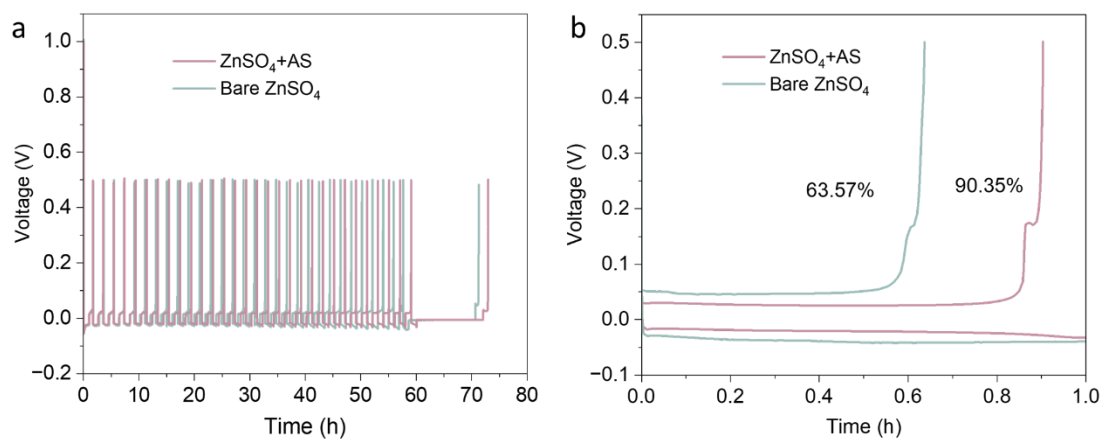 a
1.0
0.8
0.6
0.4
0.2
0.0
−0.2
Voltage (V)
ZnSO₄+AS
Bare ZnSO₄
0 10 20 30 40 50 60 70 80
Time (h)
b
0.5
0.4
0.3
0.2
0.1
0.0
−0.1
Voltage (V)
ZnSO₄+AS
Bare ZnSO₄
63.57%
90.35%
0.0 0.2 0.4 0.6 0.8 1.0
Time (h)